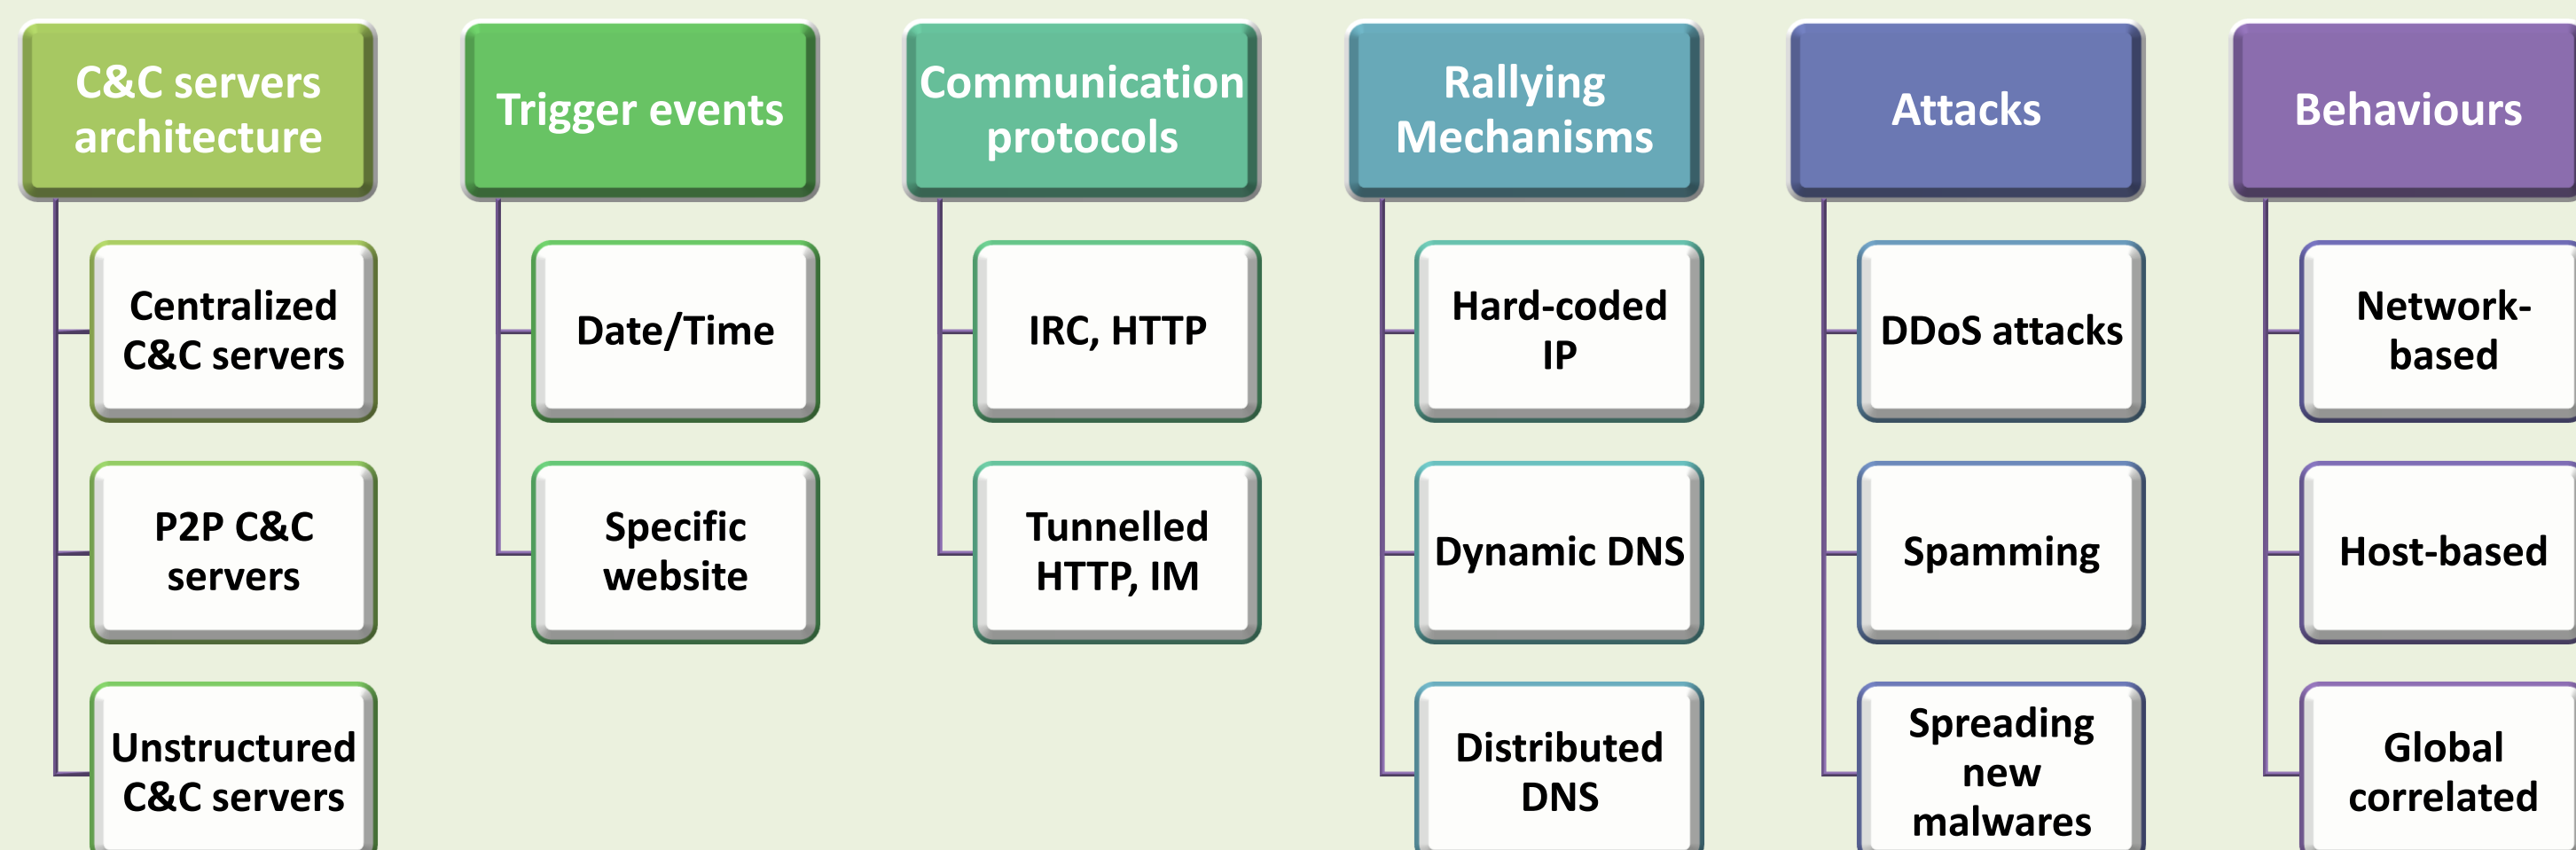 C&C servers
architecture
Centralized
C&C servers
P2P C&C
servers
Unstructured
C&C servers
Trigger events
Date/Time
Specific
website
Communication
protocols
IRC, HTTP
Tunnelled
HTTP, IM
Rallying
Mechanisms
Hard-coded
IP
Dynamic DNS
Distributed
DNS
Attacks
DDoS attacks
Spamming
Spreading
new
malwares
Behaviours
Network-
based
Host-based
Global
correlated